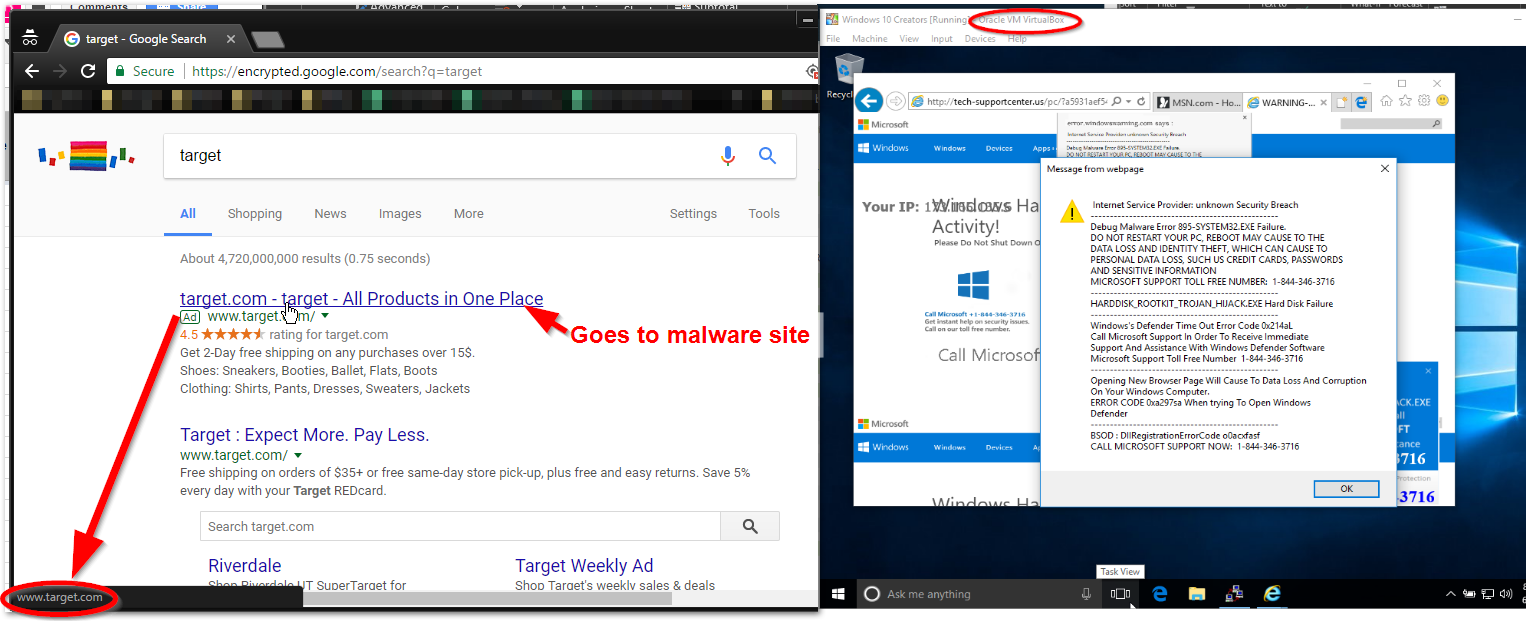 Comments
Share
Advanced
Subtotal
target - Google Search
Secure
https://encrypted.google.com/search?q=target
target
All
Shopping
News
Images
More
Settings
Tools
About 4,720,000,000 results (0.75 seconds)
target.com - target - All Products in One Place
Ad
www.target.com/
4.5
rating for target.com
Get 2-Day free shipping on any purchases over 15$.
Shoes: Sneakers, Booties, Ballet, Flats, Boots
Clothing: Shirts, Pants, Dresses, Sweaters, Jackets
Goes to malware site
Target : Expect More. Pay Less.
www.target.com/
Free shipping on orders of $35+ or free same-day store pick-up, plus free and easy returns. Save 5%
every day with your Target REDcard.
Search target.com
Riverdale
Target Weekly Ad
Shop Riverdale UT SuperTarget for
Shop Target's weekly sales & deals
www.target.com
Windows 10 Creators [Running] - Oracle VM VirtualBox
File Machine View Input Devices Help
Recycl
http://tech-supportcenter.us/pc/?a5931aef5
MSN.com - Ho...
WARNING-...
Microsoft
Windows
Windows
Devices
Apps+
error.windowswarning.com says :
Internet Service Provider unknown Security Breach
Debug Malware Error 895-SYSTEM32.EXE Failure.
DO NOT RESTART YOUR PC, REBOOT MAY CAUSE TO THE
Your IP:
Windows Ha
Activity!
Please Do Not Shut Down O
Call Microsoft +1-844-346-3716
Get instant help on security issues.
Call on our toll free number.
Call Microsof
Microsoft
Windows
Windows
Devices
Windows Ha
Message from webpage
Internet Service Provider: unknown Security Breach
Debug Malware Error 895-SYSTEM32.EXE Failure.
DO NOT RESTART YOUR PC, REBOOT MAY CAUSE TO THE
DATA LOSS AND IDENTITY THEFT, WHICH CAN CAUSE TO
PERSONAL DATA LOSS, SUCH US CREDIT CARDS, PASSWORDS
AND SENSITIVE INFORMATION
MICROSOFT SUPPORT TOLL FREE NUMBER: 1-844-346-3716
HARDDISK_ROOTKIT_TROJAN_HIJACK.EXE Hard Disk Failure
Windows's Defender Time Out Error Code 0x214aL
Call Microsoft Support In Order To Receive Immediate
Support And Assistance With Windows Defender Software
Microsoft Support Toll Free Number 1-844-346-3716
Opening New Browser Page Will Cause To Data Loss And Corruption
On Your Windows Computer.
ERROR CODE 0xa297sa When trying To Open Windows
Defender
BSOD : DllRegistrationErrorCode o0acxfasf
CALL MICROSOFT SUPPORT NOW: 1-844-346-3716
OK
ACK.EXE
all
FT
tance
3716
Protection
-3716
Task View
Ask me anything